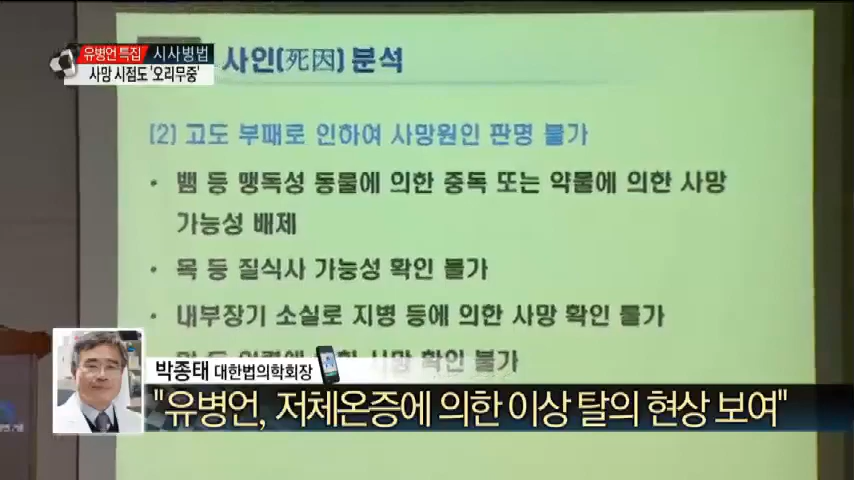 유병언 특집 시사병법
사망 시점도 '오리무중'
사인(死因) 분석
(2) 고도 부패로 인하여 사망원인 판명 불가
• 뱀 등 맹독성 동물에 의한 중독 또는 약물에 의한 사망
가능성 배제
• 목 등 질식사 가능성 확인 불가
• 내부장기 소실로 지병 등에 의한 사망 확인 불가
사망 확인 불가
박종태 대한법의학회장
"유병언, 저체온증에 의한 이상 탈의 현상 보여"